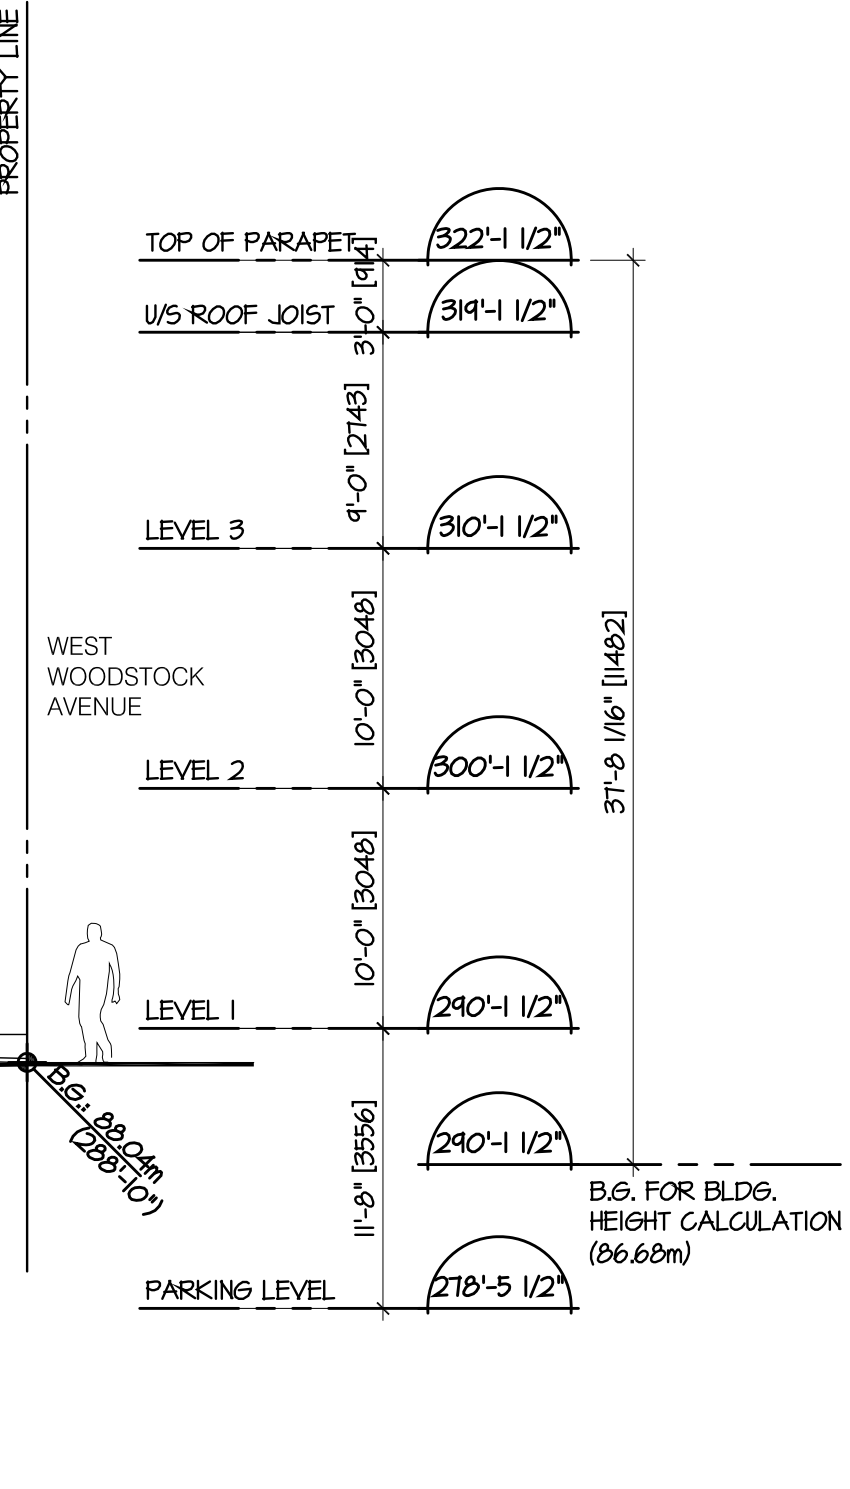 PROPERTY LINE
TOP OF PARAPET
322'-1 1/2"
3'-0" [914]
U/S ROOF JOIST
319'-1 1/2"
9'-0" [2743]
LEVEL 3
310'-1 1/2"
10'-0" [3048]
37'-8 1/16" [11482]
WEST
WOODSTOCK
AVENUE
LEVEL 2
300'-1 1/2"
10'-0" [3048]
LEVEL 1
290'-1 1/2"
B.G.: 88.04m
(288'-10")
11'-8" [3556]
290'-1 1/2"
B.G. FOR BLDG.
HEIGHT CALCULATION
(86.68m)
PARKING LEVEL
278'-5 1/2"